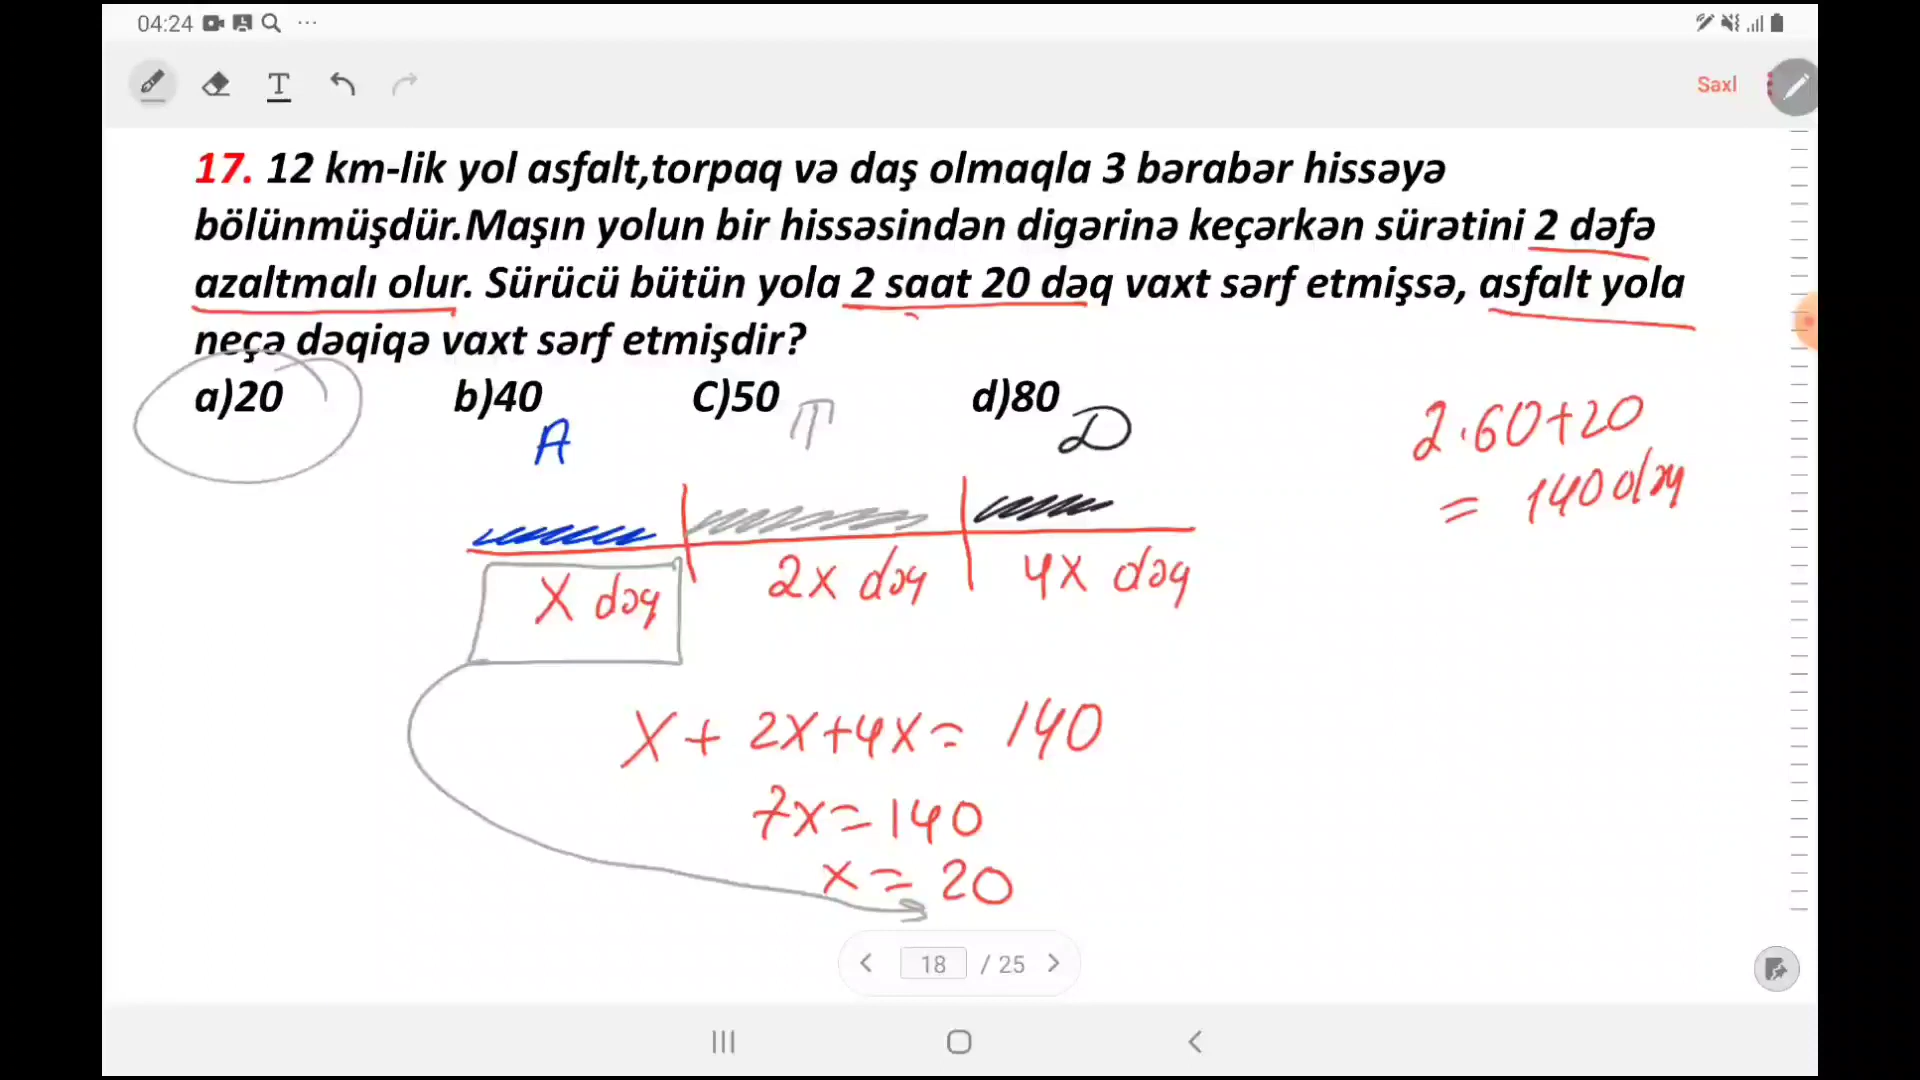 04:24
Saxl
17. 12 km-lik yol asfalt,torpaq və daş olmaqla 3 bərabər hissəyə
bölünmüşdür.Maşın yolun bir hissəsindən digərinə keçərkən sürətini 2 dəfə
azaltmalı olur. Sürücü bütün yola 2 saat 20 dəq vaxt sərf etmişsə, asfalt yola
neçə dəqiqə vaxt sərf etmişdir?
a)20 b)40 C)50 d)80
A T D
2·60+20
= 140 dəq
X dəq 2x dəq 4x dəq
X + 2x+4x= 140
7x=140
x= 20
18 / 25